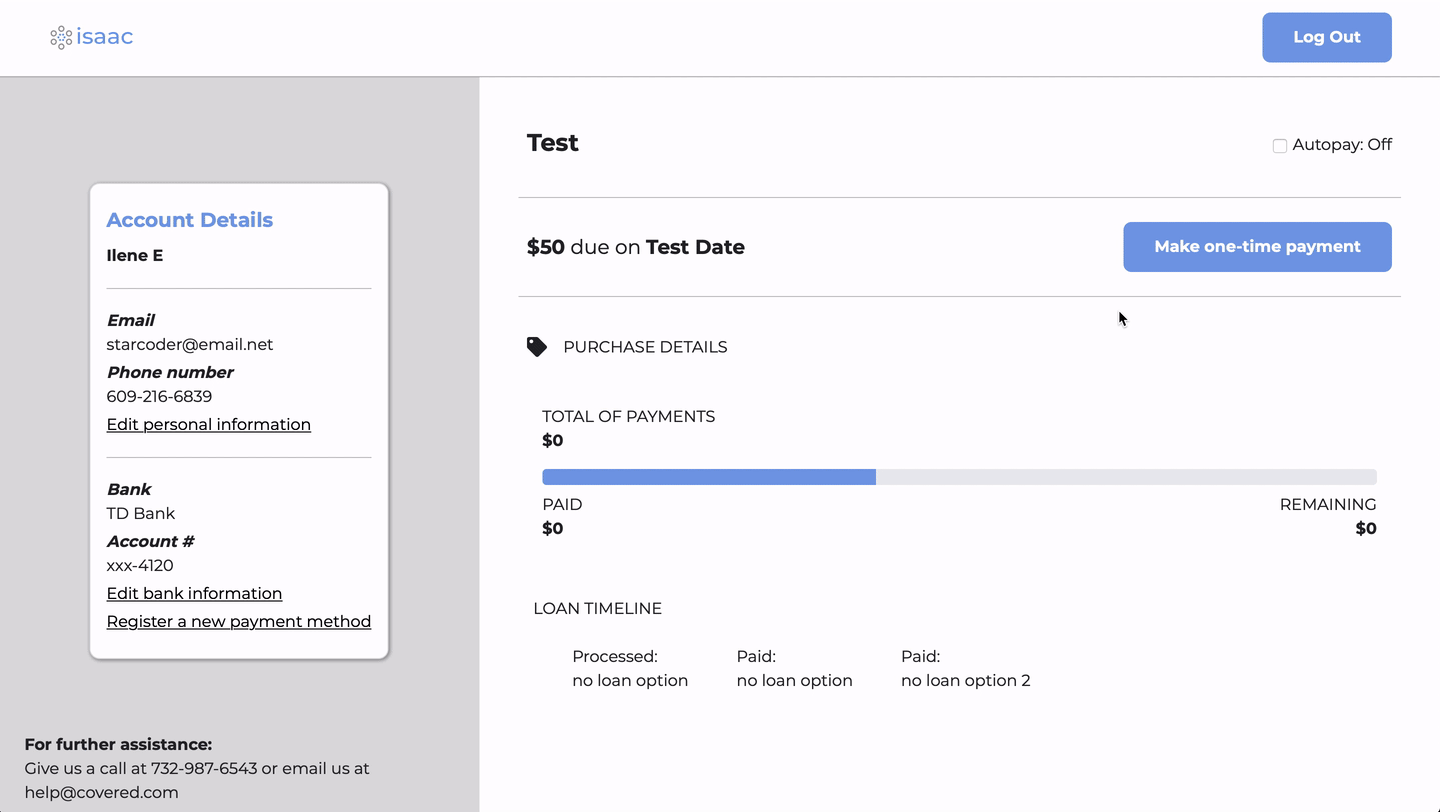 isaac
Log Out
Account Details
Ilene E
Email
starcoder@email.net
Phone number
609-216-6839
Edit personal information
Bank
TD Bank
Account #
xxx-4120
Edit bank information
Register a new payment method
For further assistance:
Give us a call at 732-987-6543 or email us at
help@covered.com
Test
Autopay: Off
$50 due on Test Date
Make one-time payment
PURCHASE DETAILS
TOTAL OF PAYMENTS
$0
PAID
$0
REMAINING
$0
LOAN TIMELINE
Processed:
no loan option
Paid:
no loan option
Paid:
no loan option 2